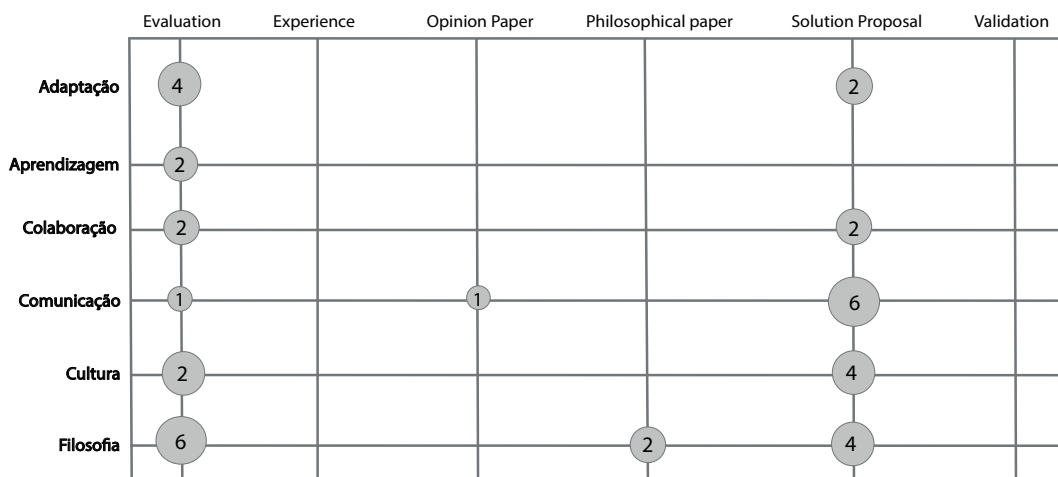 Evaluation Experience Opinion Paper Philosophical paper Solution Proposal Validation
Adaptação 4 2
Aprendizagem 2
Colaboração 2 2
Comunicação 1 1 6
Cultura 2 4
Filosofia 6 2 4